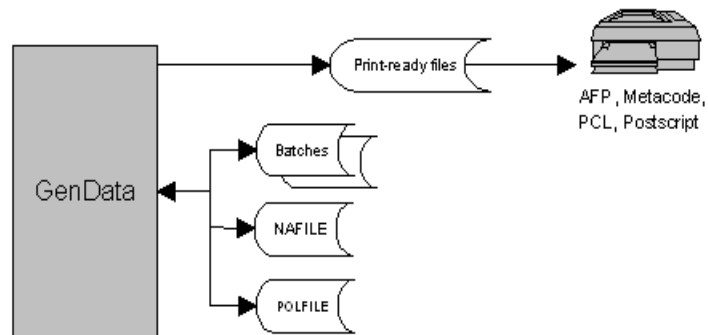 Print-ready files
AFP, Metacode,
PCL, Postscript
Batches
GenData
NAFILE
POLFILE